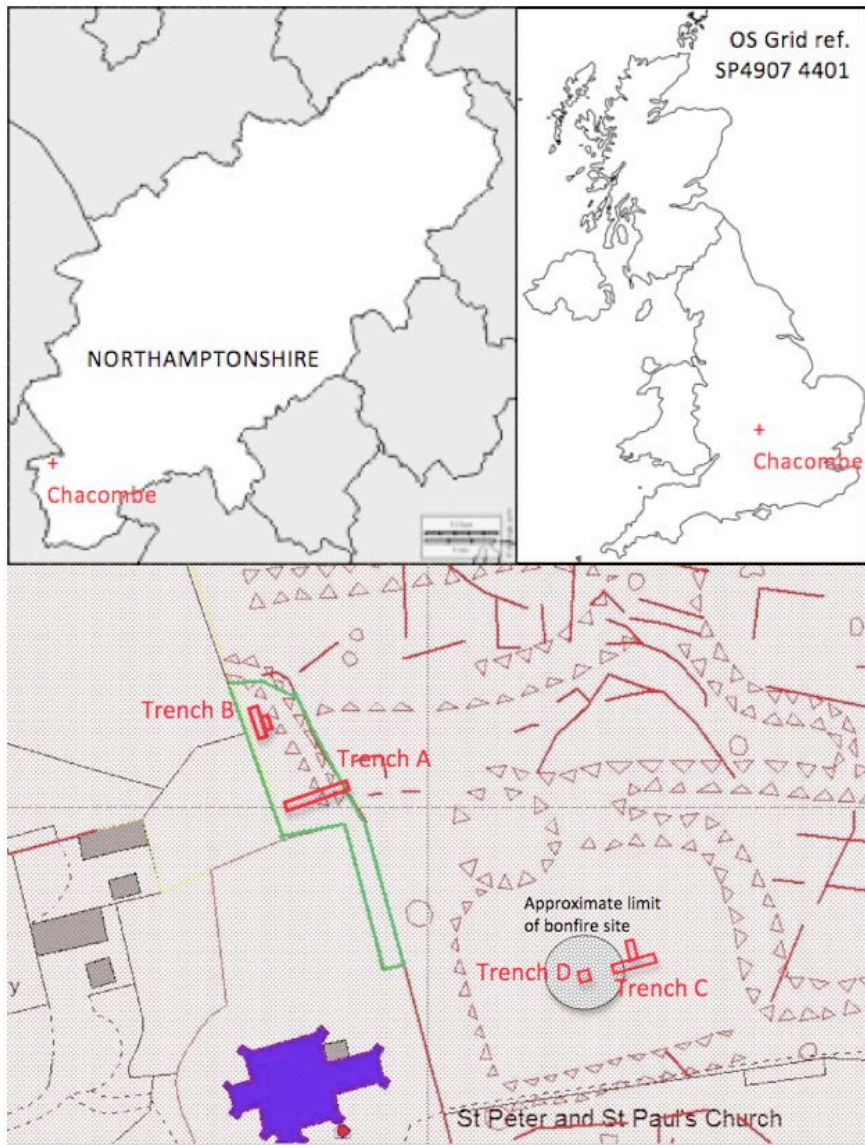 OS Grid ref.
SP4907 4401
NORTHAMPTONSHIRE
+
Chacombe
+
Chacombe
Trench B
Trench A
Approximate limit
of bonfire site
Trench D
Trench C
y
St Peter and St Paul's Church